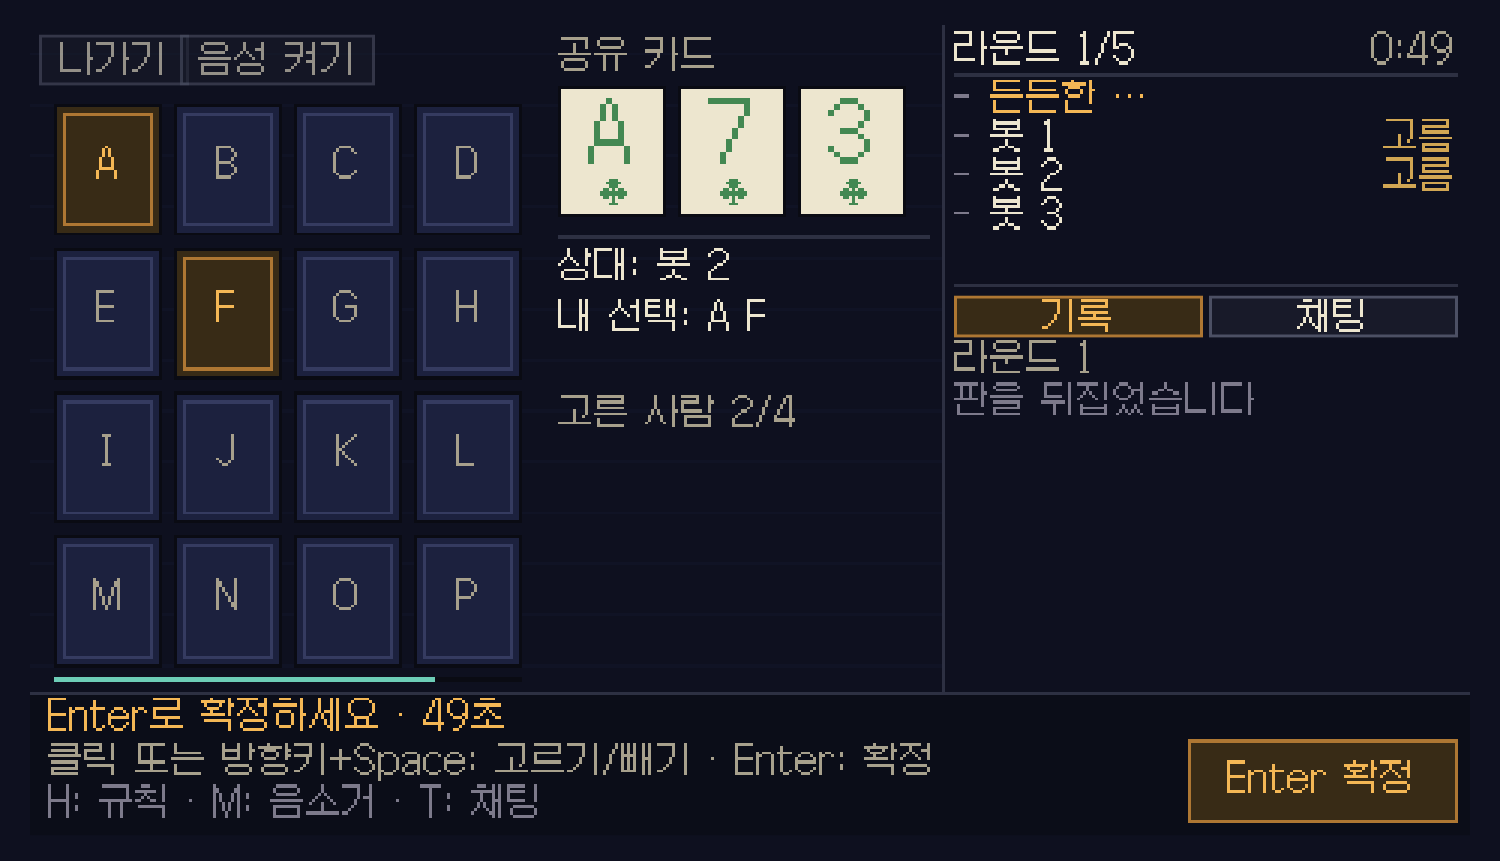 나가기 음성 켜기
A B C D
E F G H
I J K L
M N O P
공유 카드
A 7 3
상대: 봇 2
내 선택: A F
고른 사람 2/4
라운드 1/5 0:49
- 든든한 …
- 봇 1 고름
- 봇 2 고름
- 봇 3
기록 채팅
라운드 1
판을 뒤집었습니다
Enter로 확정하세요 · 49초
클릭 또는 방향키+Space: 고르기/빼기 · Enter: 확정
H: 규칙 · M: 음소거 · T: 채팅
Enter 확정